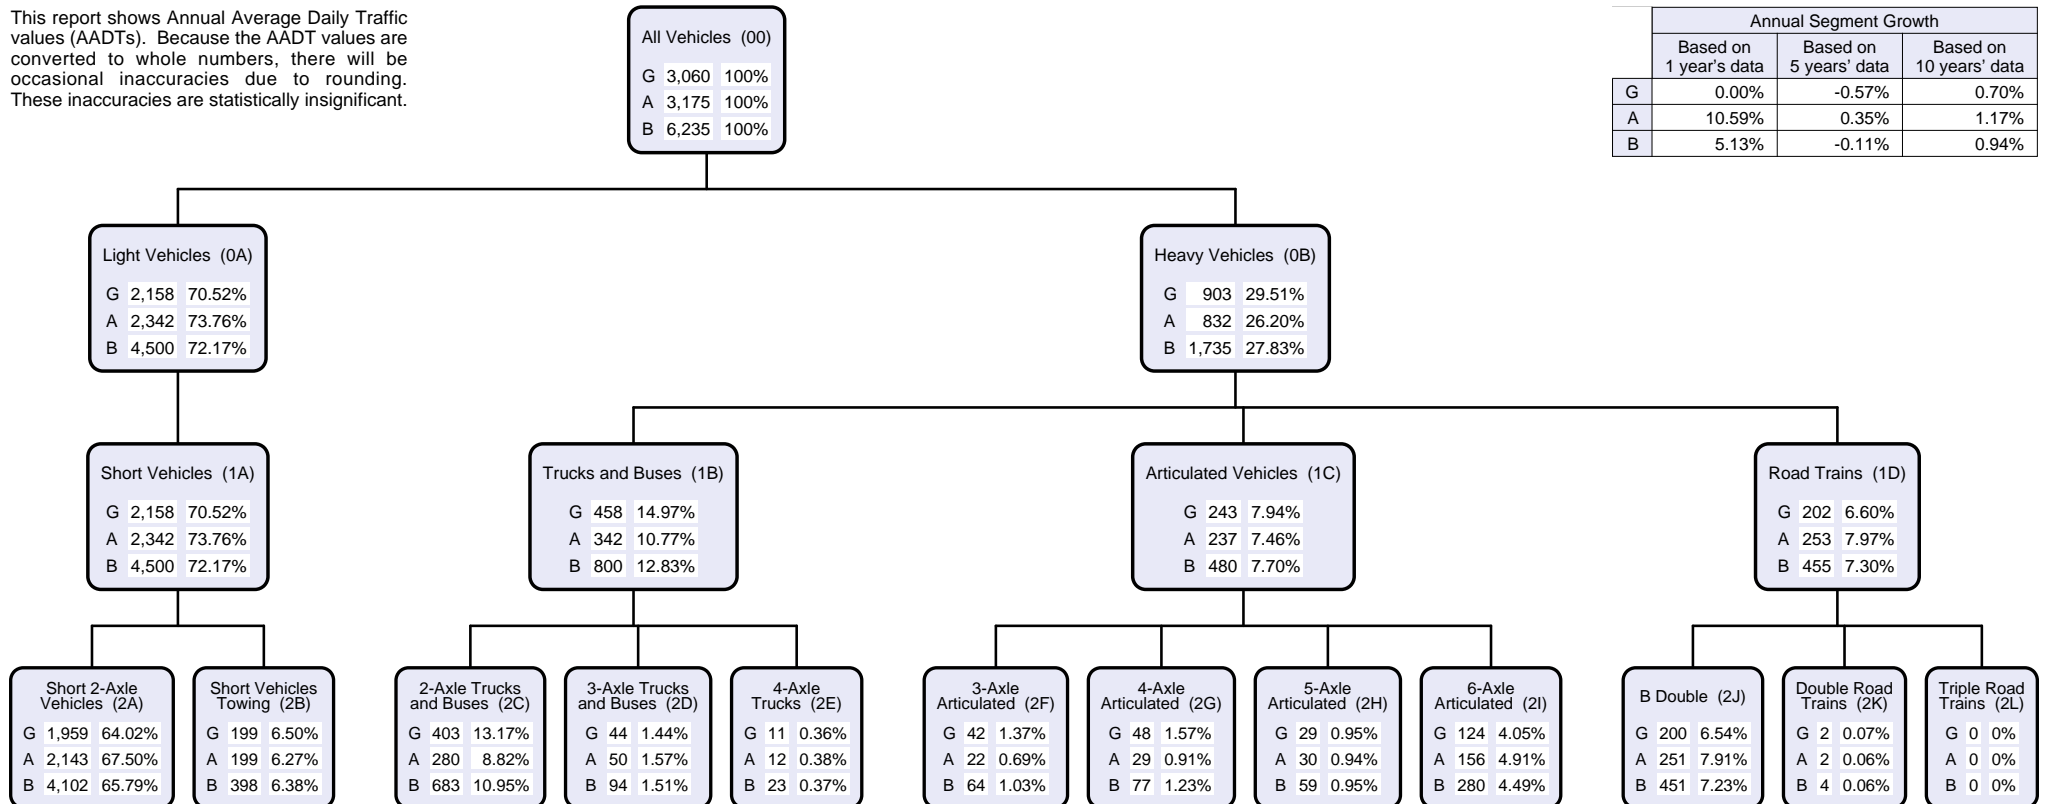 This report shows Annual Average Daily Traffic
values (AADTs). Because the AADT values are
converted to whole numbers, there will be
occasional inaccuracies due to rounding.
These inaccuracies are statistically insignificant.
All Vehicles (00)
G 3,060 100%
A 3,175 100%
B 6,235 100%
Annual Segment Growth
Based on 1 year's data
Based on 5 years' data
Based on 10 years' data
G 0.00% -0.57% 0.70%
A 10.59% 0.35% 1.17%
B 5.13% -0.11% 0.94%
Light Vehicles (0A)
G 2,158 70.52%
A 2,342 73.76%
B 4,500 72.17%
Heavy Vehicles (0B)
G 903 29.51%
A 832 26.20%
B 1,735 27.83%
Short Vehicles (1A)
G 2,158 70.52%
A 2,342 73.76%
B 4,500 72.17%
Trucks and Buses (1B)
G 458 14.97%
A 342 10.77%
B 800 12.83%
Articulated Vehicles (1C)
G 243 7.94%
A 237 7.46%
B 480 7.70%
Road Trains (1D)
G 202 6.60%
A 253 7.97%
B 455 7.30%
Short 2-Axle
Vehicles (2A)
G 1,959 64.02%
A 2,143 67.50%
B 4,102 65.79%
Short Vehicles
Towing (2B)
G 199 6.50%
A 199 6.27%
B 398 6.38%
2-Axle Trucks
and Buses (2C)
G 403 13.17%
A 280 8.82%
B 683 10.95%
3-Axle Trucks
and Buses (2D)
G 44 1.44%
A 50 1.57%
B 94 1.51%
4-Axle
Trucks (2E)
G 11 0.36%
A 12 0.38%
B 23 0.37%
3-Axle
Articulated (2F)
G 42 1.37%
A 22 0.69%
B 64 1.03%
4-Axle
Articulated (2G)
G 48 1.57%
A 29 0.91%
B 77 1.23%
5-Axle
Articulated (2H)
G 29 0.95%
A 30 0.94%
B 59 0.95%
6-Axle
Articulated (2I)
G 124 4.05%
A 156 4.91%
B 280 4.49%
B Double (2J)
G 200 6.54%
A 251 7.91%
B 451 7.23%
Double Road
Trains (2K)
G 2 0.07%
A 2 0.06%
B 4 0.06%
Triple Road
Trains (2L)
G 0 0%
A 0 0%
B 0 0%